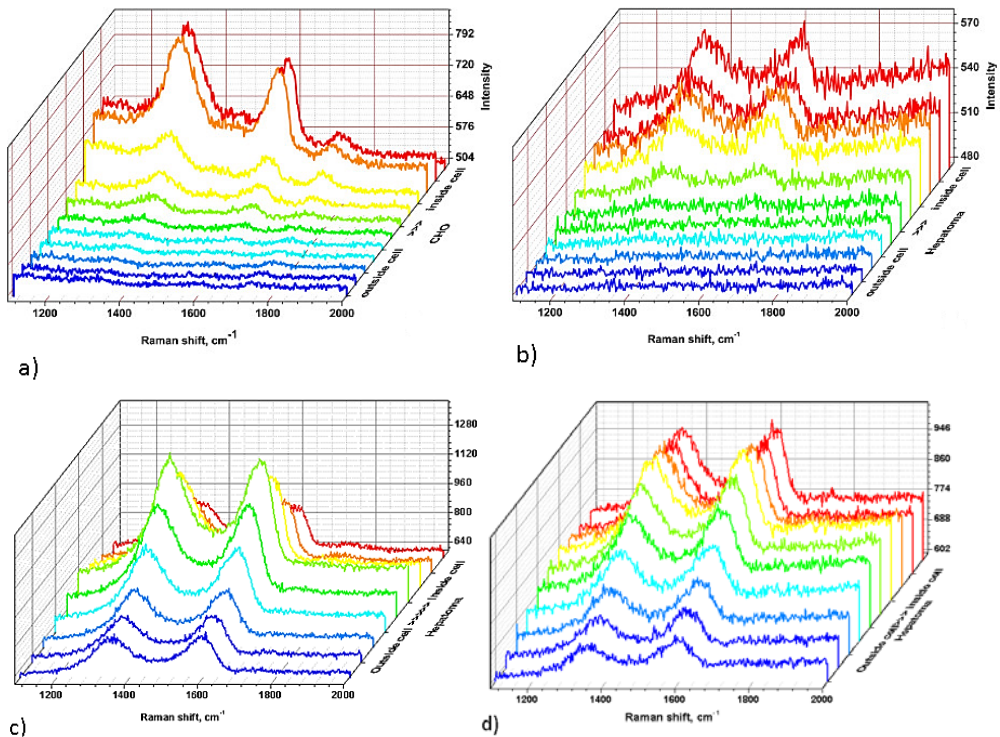 792
720
648
576
504
Intensity
outside cell >>> inside cell
CHO
1200 1400 1600 1800 2000
Raman shift, cm-1
a)
570
540
510
480
Intensity
outside cell >> inside cell
Hepatoma
1200 1400 1600 1800 2000
Raman shift, cm-1
b)
1280
1120
960
800
640
Outside cell >>>> inside cell
Hepatoma
1200 1400 1600 1800 2000
Raman shift, cm-1
c)
946
860
774
688
602
Outside cell>>> inside cell
Hepatoma
1200 1400 1600 1800 2000
Raman shift, cm-1
d)